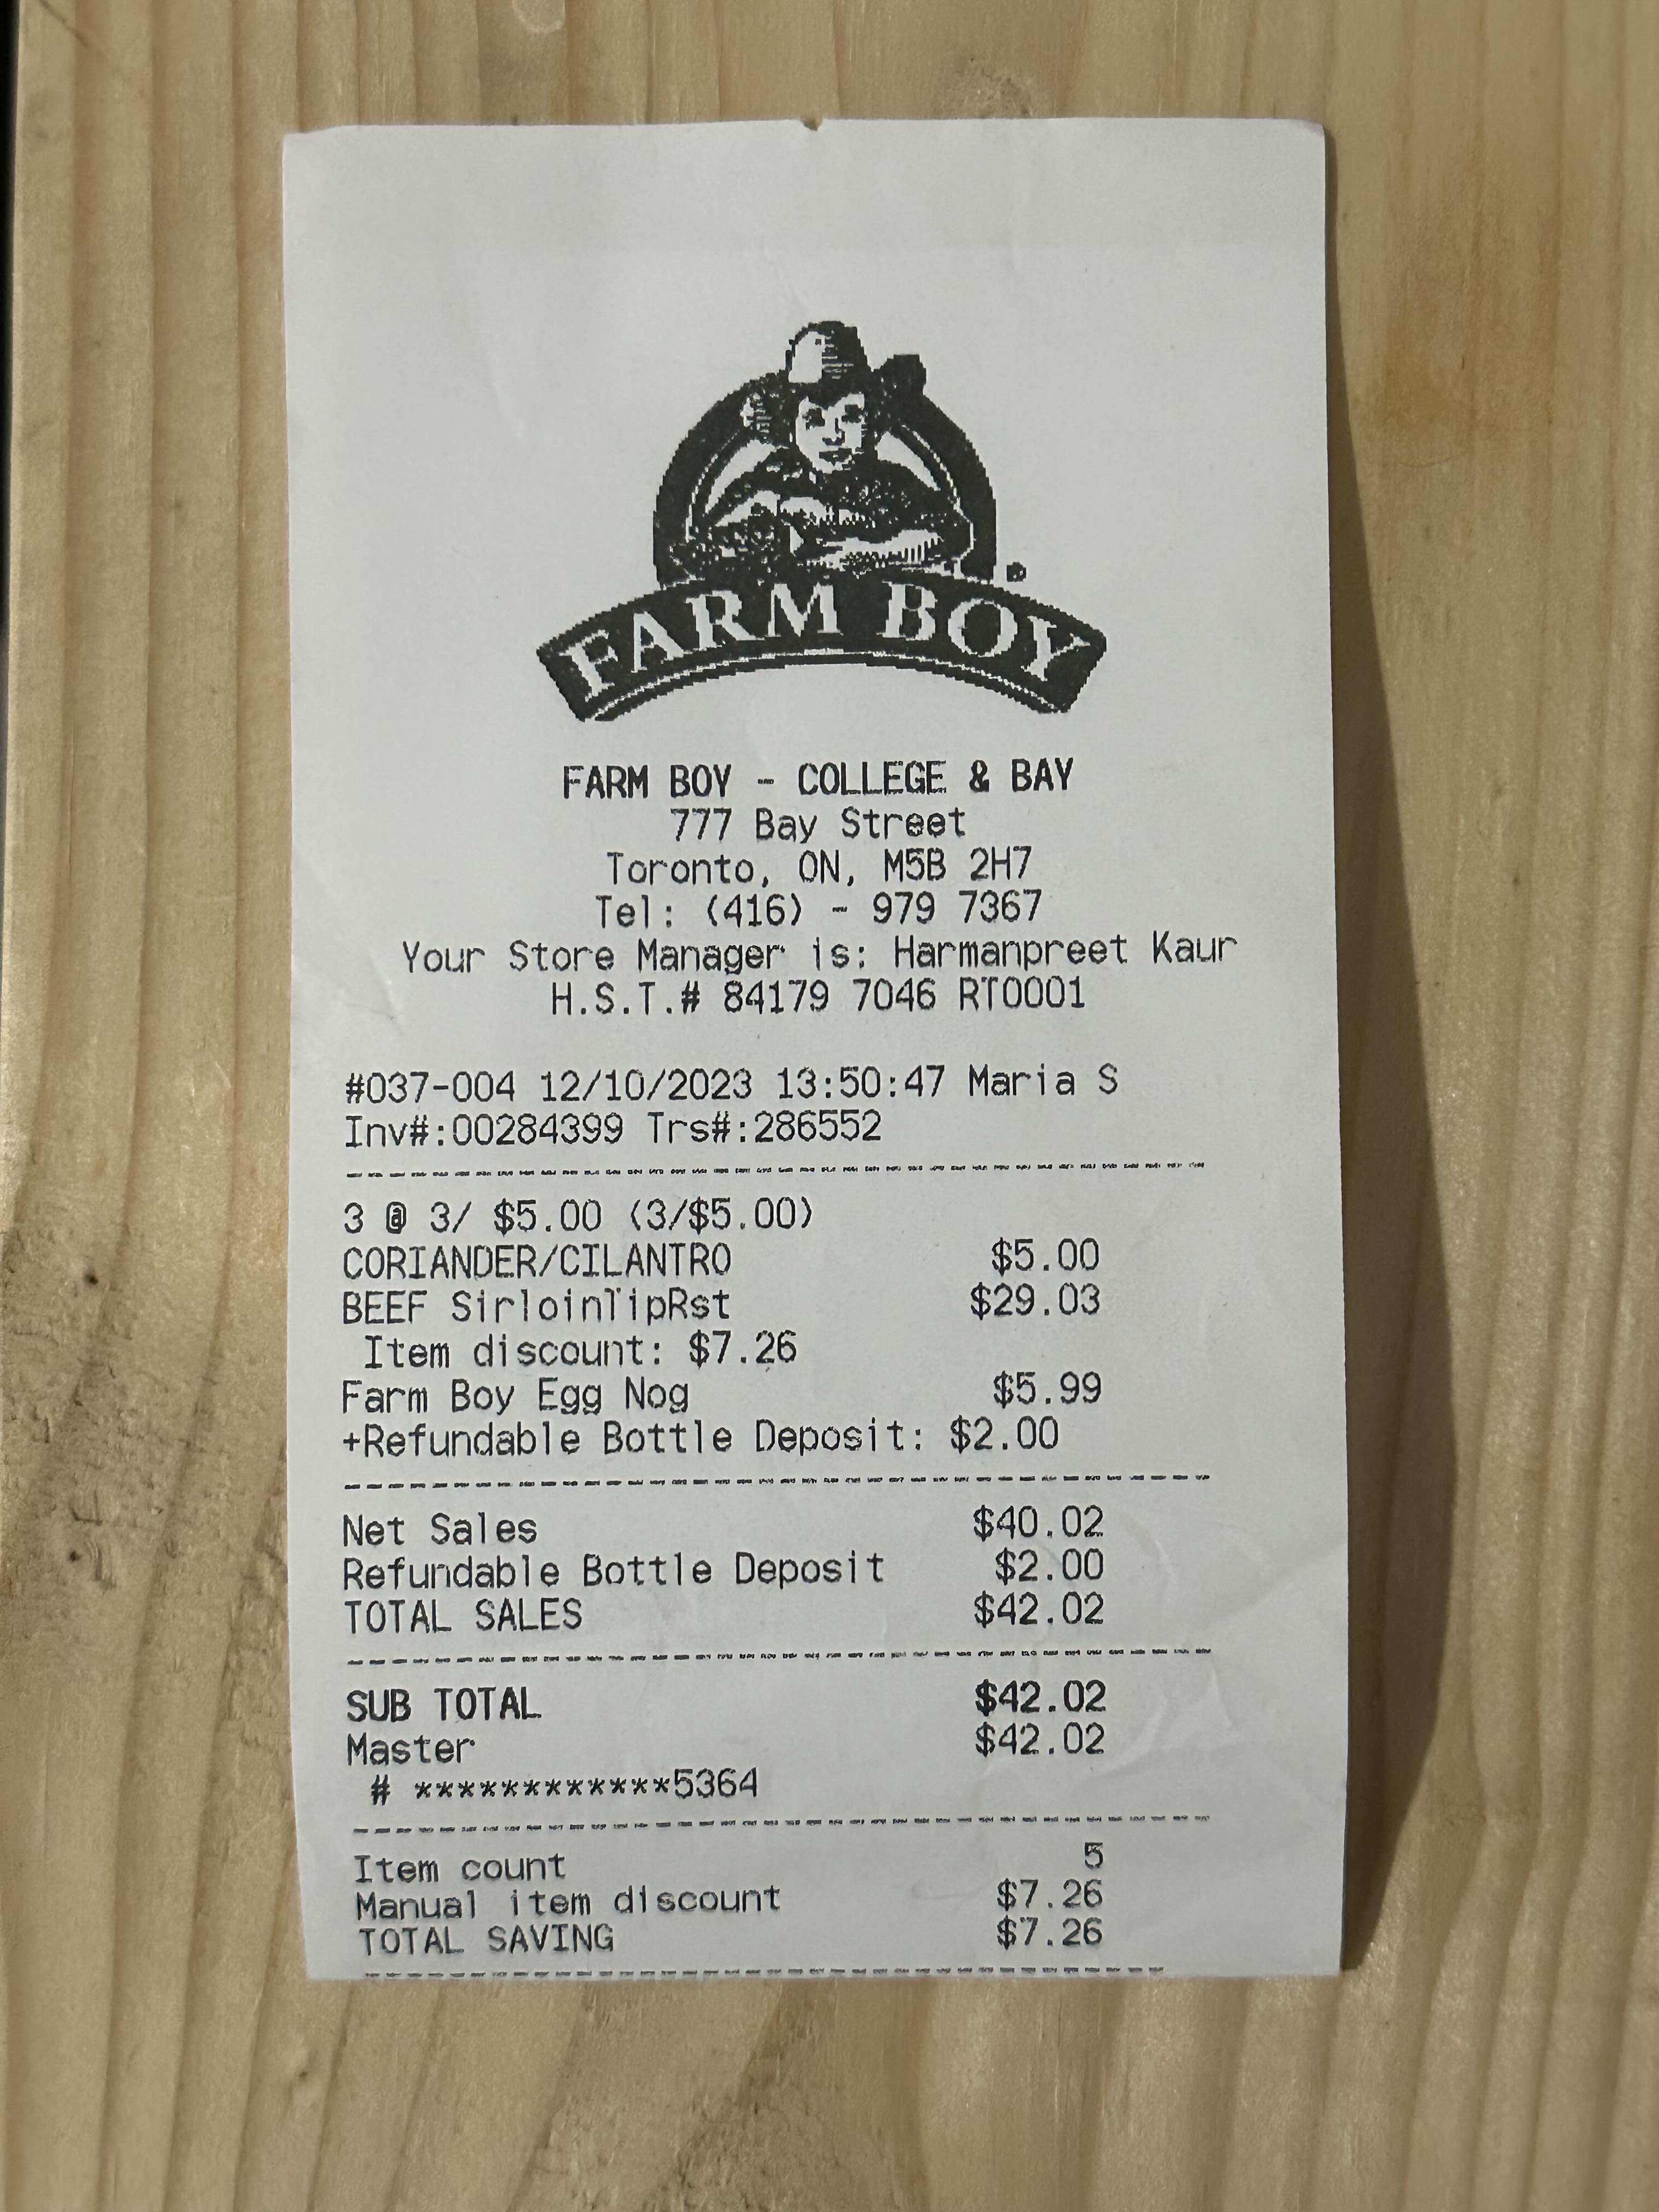 FARM BOY
FARM BOY - COLLEGE & BAY
777 Bay Street
Toronto, ON, M5B 2H7
Tel: (416) - 979 7367
Your Store Manager is: Harmanpreet Kaur
H.S.T.# 84179 7046 RT0001
#037-004 12/10/2023 13:50:47 Maria S
Inv#:00284399 Trs#:286552
3 @ 3/ $5.00 (3/$5.00)
CORIANDER/CILANTRO $5.00
BEEF SirloinTipRst $29.03
Item discount: $7.26
Farm Boy Egg Nog $5.99
+Refundable Bottle Deposit: $2.00
Net Sales $40.02
Refundable Bottle Deposit $2.00
TOTAL SALES $42.02
SUB TOTAL $42.02
Master $42.02
# ************5364
Item count 5
Manual item discount $7.26
TOTAL SAVING $7.26